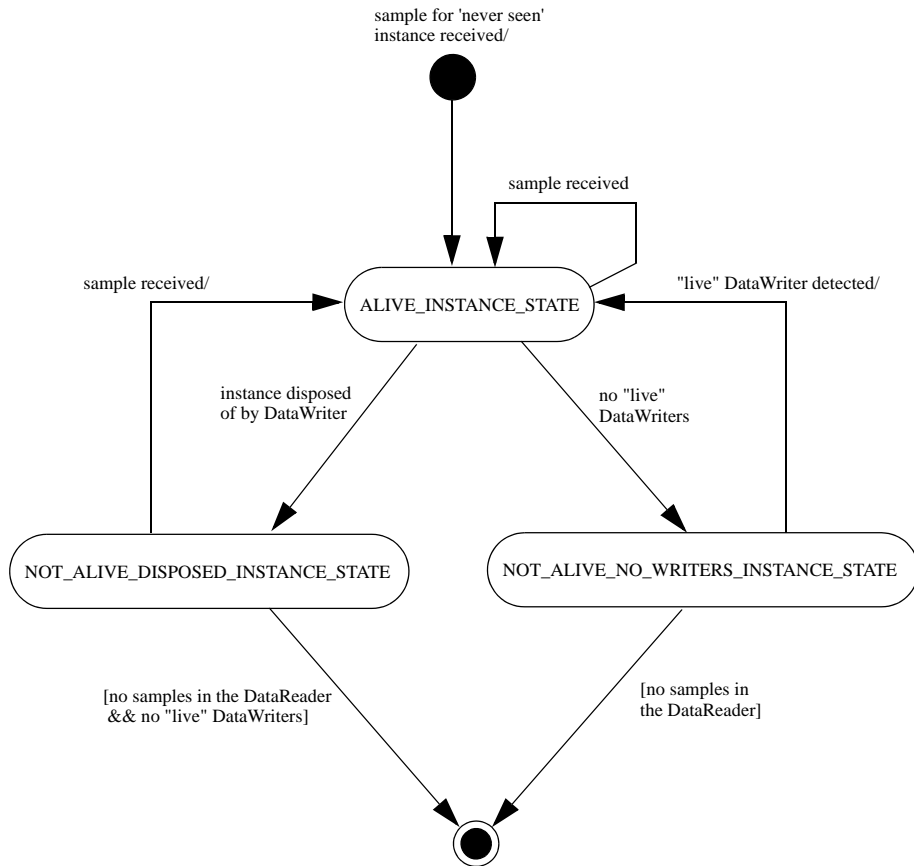 sample for 'never seen'
instance received/
sample received
sample received/
"live" DataWriter detected/
ALIVE_INSTANCE_STATE
instance disposed
of by DataWriter
no "live"
DataWriters
NOT_ALIVE_DISPOSED_INSTANCE_STATE
NOT_ALIVE_NO_WRITERS_INSTANCE_STATE
[no samples in the DataReader
&& no "live" DataWriters]
[no samples in
the DataReader]